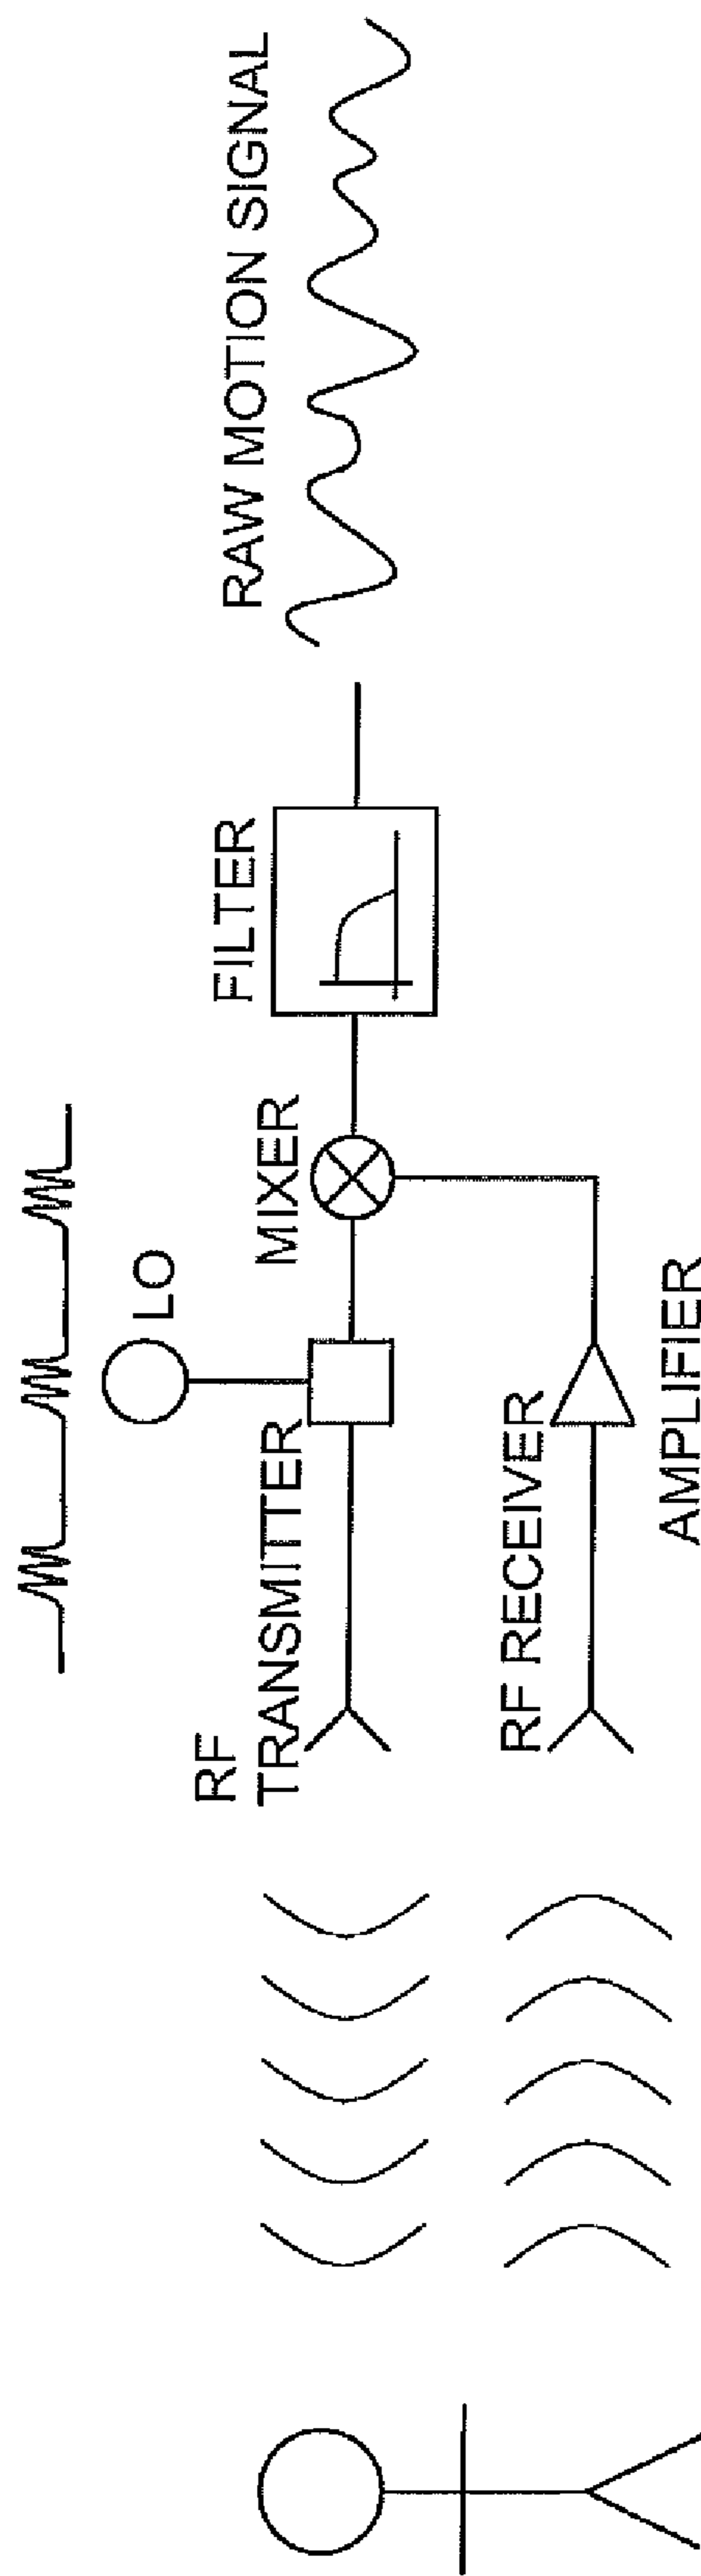 LO
RF
TRANSMITTER
MIXER
FILTER
RAW MOTION SIGNAL
RF RECEIVER
AMPLIFIER